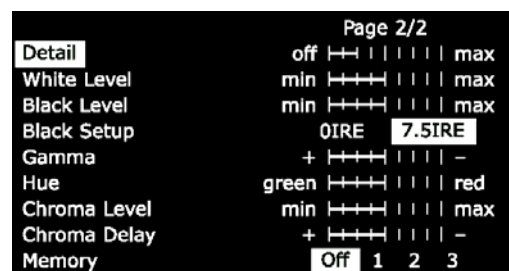 Page 2/2
Detail off max
White Level min max
Black Level min max
Black Setup 0IRE 7.5IRE
Gamma + -
Hue green red
Chroma Level min max
Chroma Delay + -
Memory Off 1 2 3